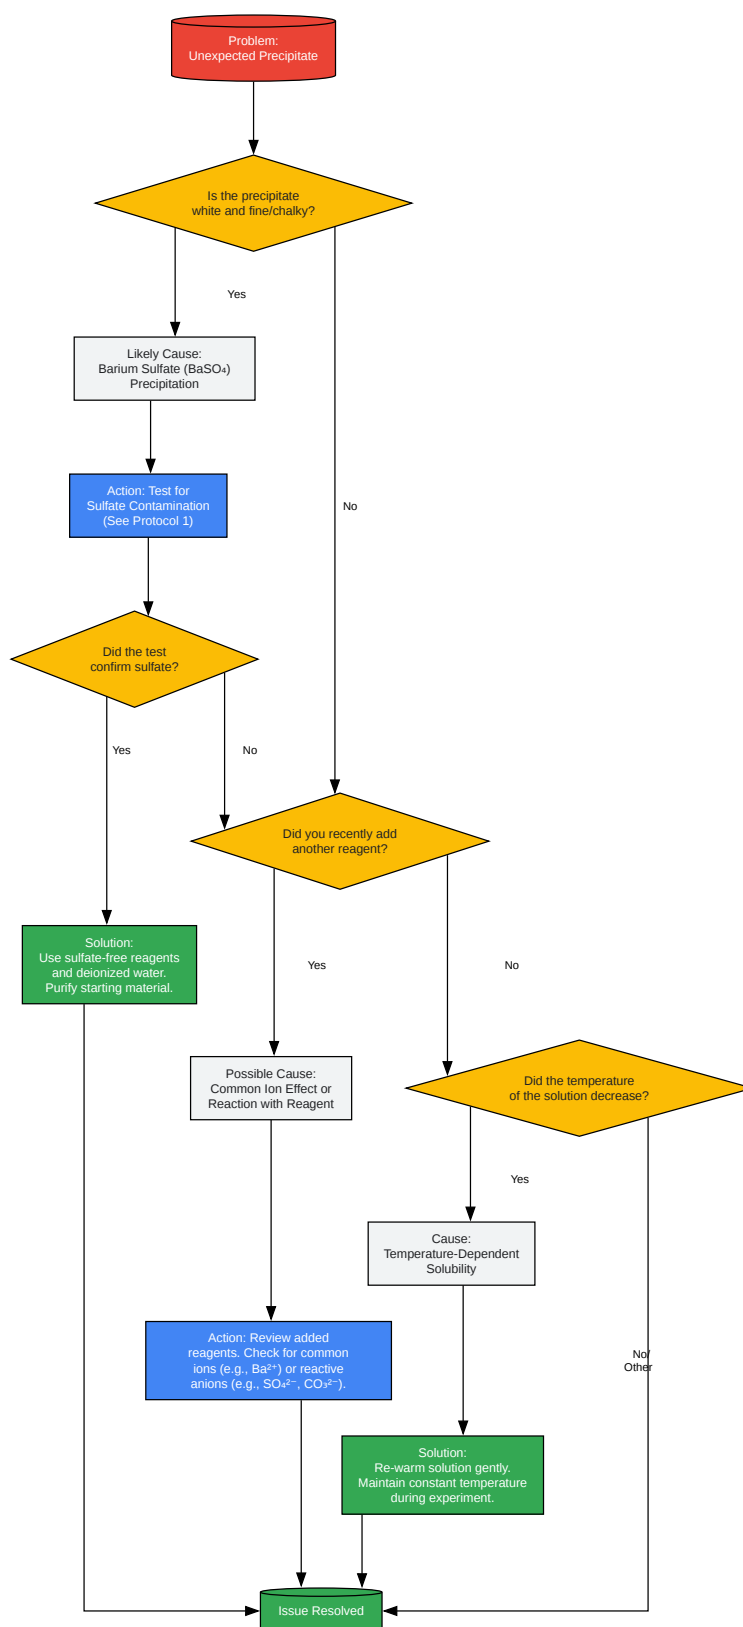 Problem:
Unexpected Precipitate
Is the precipitate
white and fine/chalky?
Yes
Likely Cause:
Barium Sulfate (BaSO₄)
Precipitation
Action: Test for
Sulfate Contamination
(See Protocol 1)
No
Did the test
confirm sulfate?
Yes
No
Did you recently add
another reagent?
Solution:
Use sulfate-free reagents
and deionized water.
Purify starting material.
Yes
No
Possible Cause:
Common Ion Effect or
Reaction with Reagent
Did the temperature
of the solution decrease?
Yes
Cause:
Temperature-Dependent
Solubility
Action: Review added
reagents. Check for common
ions (e.g., Ba²⁺) or reactive
anions (e.g., SO₄²⁻, CO₃²⁻).
No/
Other
Solution:
Re-warm solution gently.
Maintain constant temperature
during experiment.
Issue Resolved